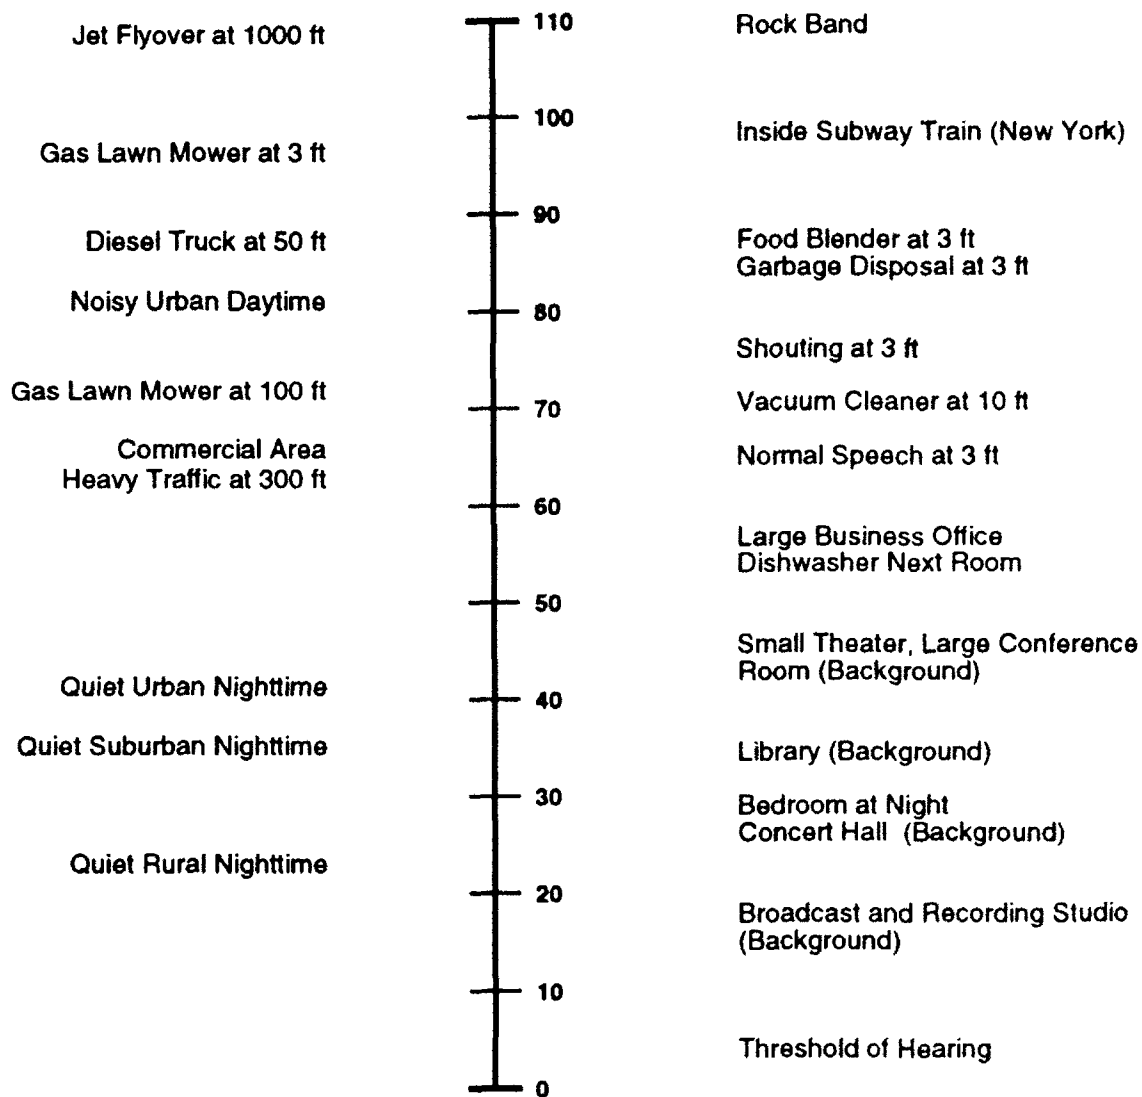 Jet Flyover at 1000 ft
Gas Lawn Mower at 3 ft
Diesel Truck at 50 ft
Noisy Urban Daytime
Gas Lawn Mower at 100 ft
Commercial Area
Heavy Traffic at 300 ft
Quiet Urban Nighttime
Quiet Suburban Nighttime
Quiet Rural Nighttime
110
100
90
80
70
60
50
40
30
20
10
0
Rock Band
Inside Subway Train (New York)
Food Blender at 3 ft
Garbage Disposal at 3 ft
Shouting at 3 ft
Vacuum Cleaner at 10 ft
Normal Speech at 3 ft
Large Business Office
Dishwasher Next Room
Small Theater, Large Conference
Room (Background)
Library (Background)
Bedroom at Night
Concert Hall (Background)
Broadcast and Recording Studio
(Background)
Threshold of Hearing